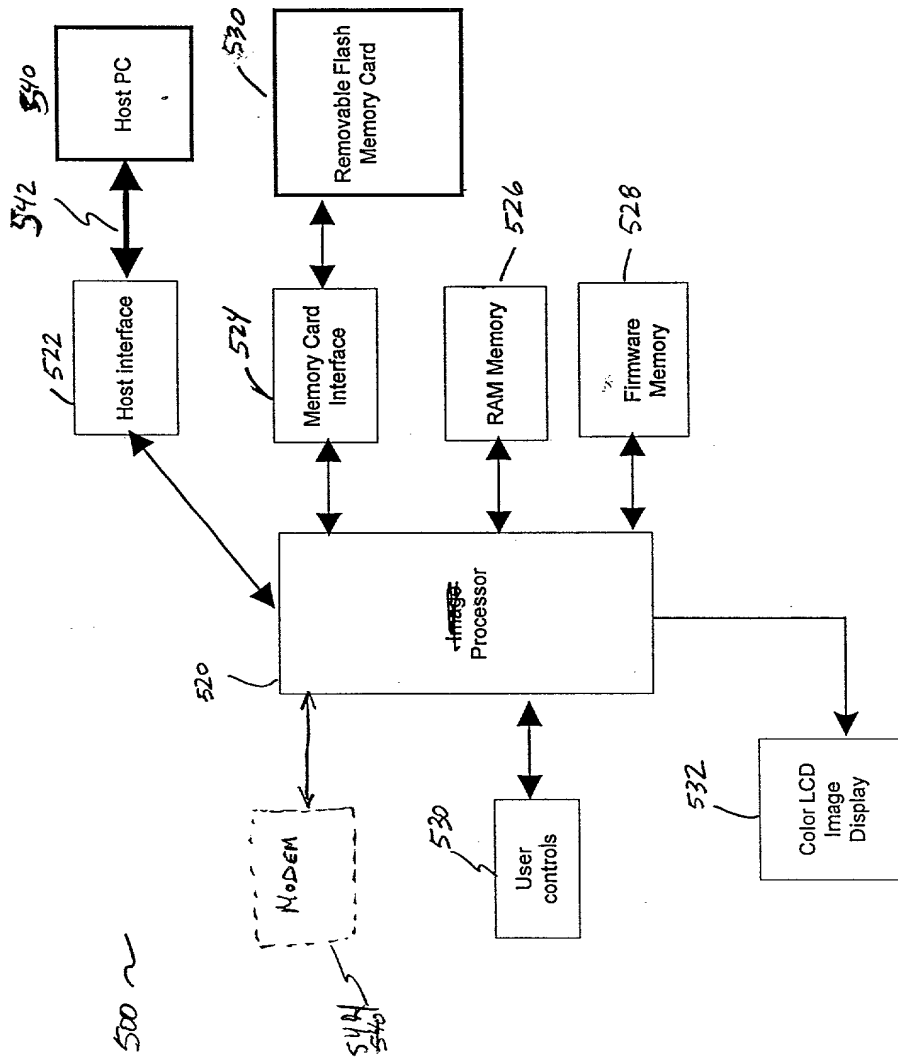 540
Host PC
542
522
Host interface
530
Removable Flash
Memory Card
524
Memory Card
Interface
526
RAM Memory
528
Firmware
Memory
520
Image
Processor
MODEM
544
540
530
User
controls
532
Color LCD
Image
Display
500